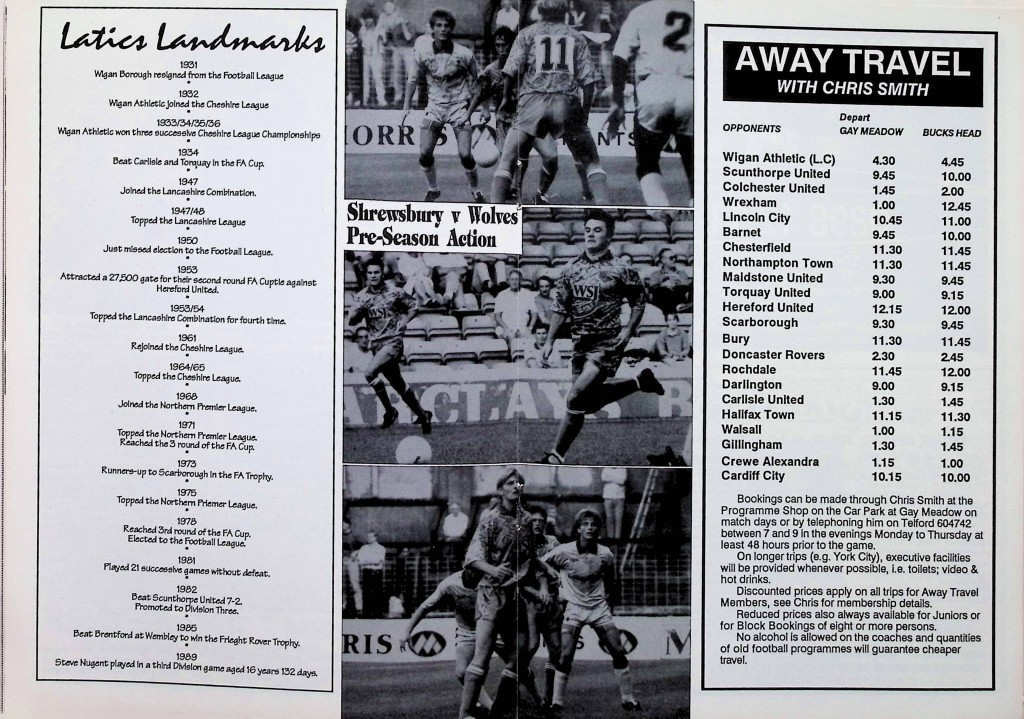 Latics Landmarks
1931
Wigan Borough resigned from the Football League
•
1932
Wigan Athletic joined the Cheshire League
•
1933/34/35/36
Wigan Athletic won three successive Cheshire League Championships
•
1934
Beat Carlisle and Torquay in the FA Cup.
•
1947
Joined the Lancashire Combination.
•
1947/48
Topped the Lancashire League
•
1950
Just missed election to the Football League.
•
1953
Attracted a 27,500 gate for their second round FA Cuptie against
Hereford United.
•
1953/54
Topped the Lancashire Combination for fourth time.
•
1961
Rejoined the Cheshire League.
•
1964/65
Topped the Cheshire League.
•
1968
Joined the Northern Premier League.
•
1971
Topped the Northern Premier League.
Reached the 3 round of the FA Cup.
•
1973
Runners-up to Scarborough in the FA Trophy.
•
1975
Topped the Northern Priemer League.
•
1978
Reached 3rd round of the FA Cup.
Elected to the Football League.
•
1981
Played 21 successive games without defeat.
•
1982
Beat Scunthorpe United 7-2.
Promoted to Division Three.
•
1985
Beat Brentford at Wembley to win the Frieght Rover Trophy.
•
1989
Steve Nugent played in a third Division game aged 16 years 132 days.
11
2
ORRIS
Shrewsbury v Wolves
Pre-Season Action
WSJ
WSJ
ARCLAYS B
RIS
M
AWAY TRAVEL
WITH CHRIS SMITH
Depart
OPPONENTS GAY MEADOW BUCKS HEAD
Wigan Athletic (L.C) 4.30 4.45
Scunthorpe United 9.45 10.00
Colchester United 1.45 2.00
Wrexham 1.00 12.45
Lincoln City 10.45 11.00
Barnet 9.45 10.00
Chesterfield 11.30 11.45
Northampton Town 11.30 11.45
Maldstone United 9.30 9.45
Torquay United 9.00 9.15
Hereford United 12.15 12.00
Scarborough 9.30 9.45
Bury 11.30 11.45
Doncaster Rovers 2.30 2.45
Rochdale 11.45 12.00
Darlington 9.00 9.15
Carlisle United 1.30 1.45
Halifax Town 11.15 11.30
Walsall 1.00 1.15
Gillingham 1.30 1.45
Crewe Alexandra 1.15 1.00
Cardiff City 10.15 10.00
Bookings can be made through Chris Smith at the
Programme Shop on the Car Park at Gay Meadow on
match days or by telephoning him on Telford 604742
between 7 and 9 in the evenings Monday to Thursday at
least 48 hours prior to the game.
On longer trips (e.g. York City), executive facilities
will be provided whenever possible, i.e. toilets; video &
hot drinks.
Discounted prices apply on all trips for Away Travel
Members, see Chris for membership details.
Reduced prices also always available for Juniors or
for Block Bookings of eight or more persons.
No alcohol is allowed on the coaches and quantities
of old football programmes will guarantee cheaper
travel.